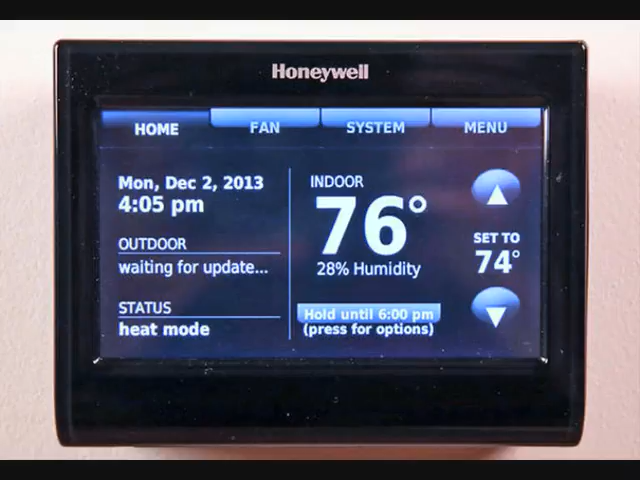 Honeywell
HOME FAN SYSTEM MENU
Mon, Dec 2, 2013
4:05 pm
OUTDOOR
waiting for update...
STATUS
heat mode
INDOOR
76°
28% Humidity
Hold until 6:00 pm
(press for options)
SET TO
74°